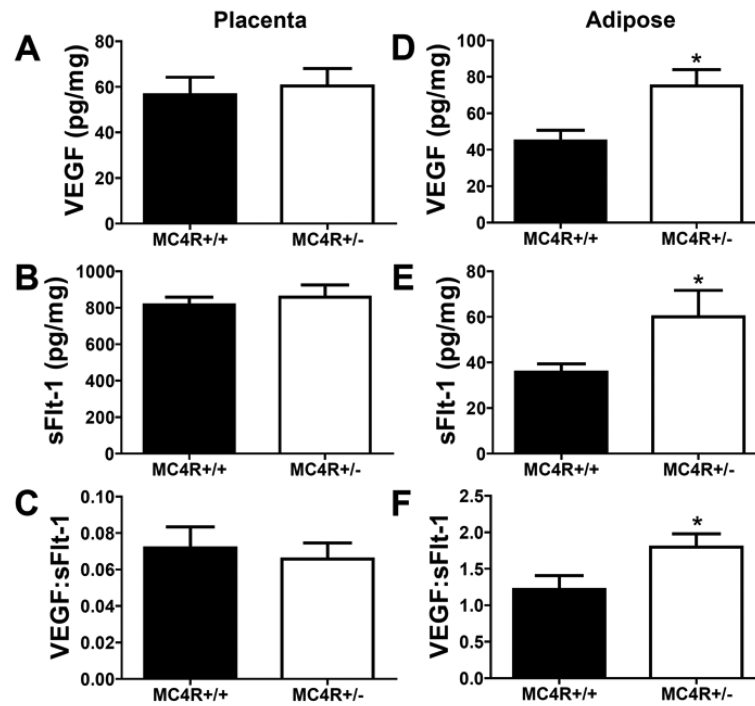 Placenta
Adipose
A
VEGF (pg/mg)
80
60
40
20
0
MC4R+/+
MC4R+/-
D
VEGF (pg/mg)
100
80
60
40
20
0
*
MC4R+/+
MC4R+/-
B
sFlt-1 (pg/mg)
1000
800
600
400
200
0
MC4R+/+
MC4R+/-
E
sFlt-1 (pg/mg)
80
60
40
20
0
*
MC4R+/+
MC4R+/-
C
VEGF:sFlt-1
0.10
0.08
0.06
0.04
0.02
0.00
MC4R+/+
MC4R+/-
F
VEGF:sFlt-1
2.5
2.0
1.5
1.0
0.5
0.0
*
MC4R+/+
MC4R+/-